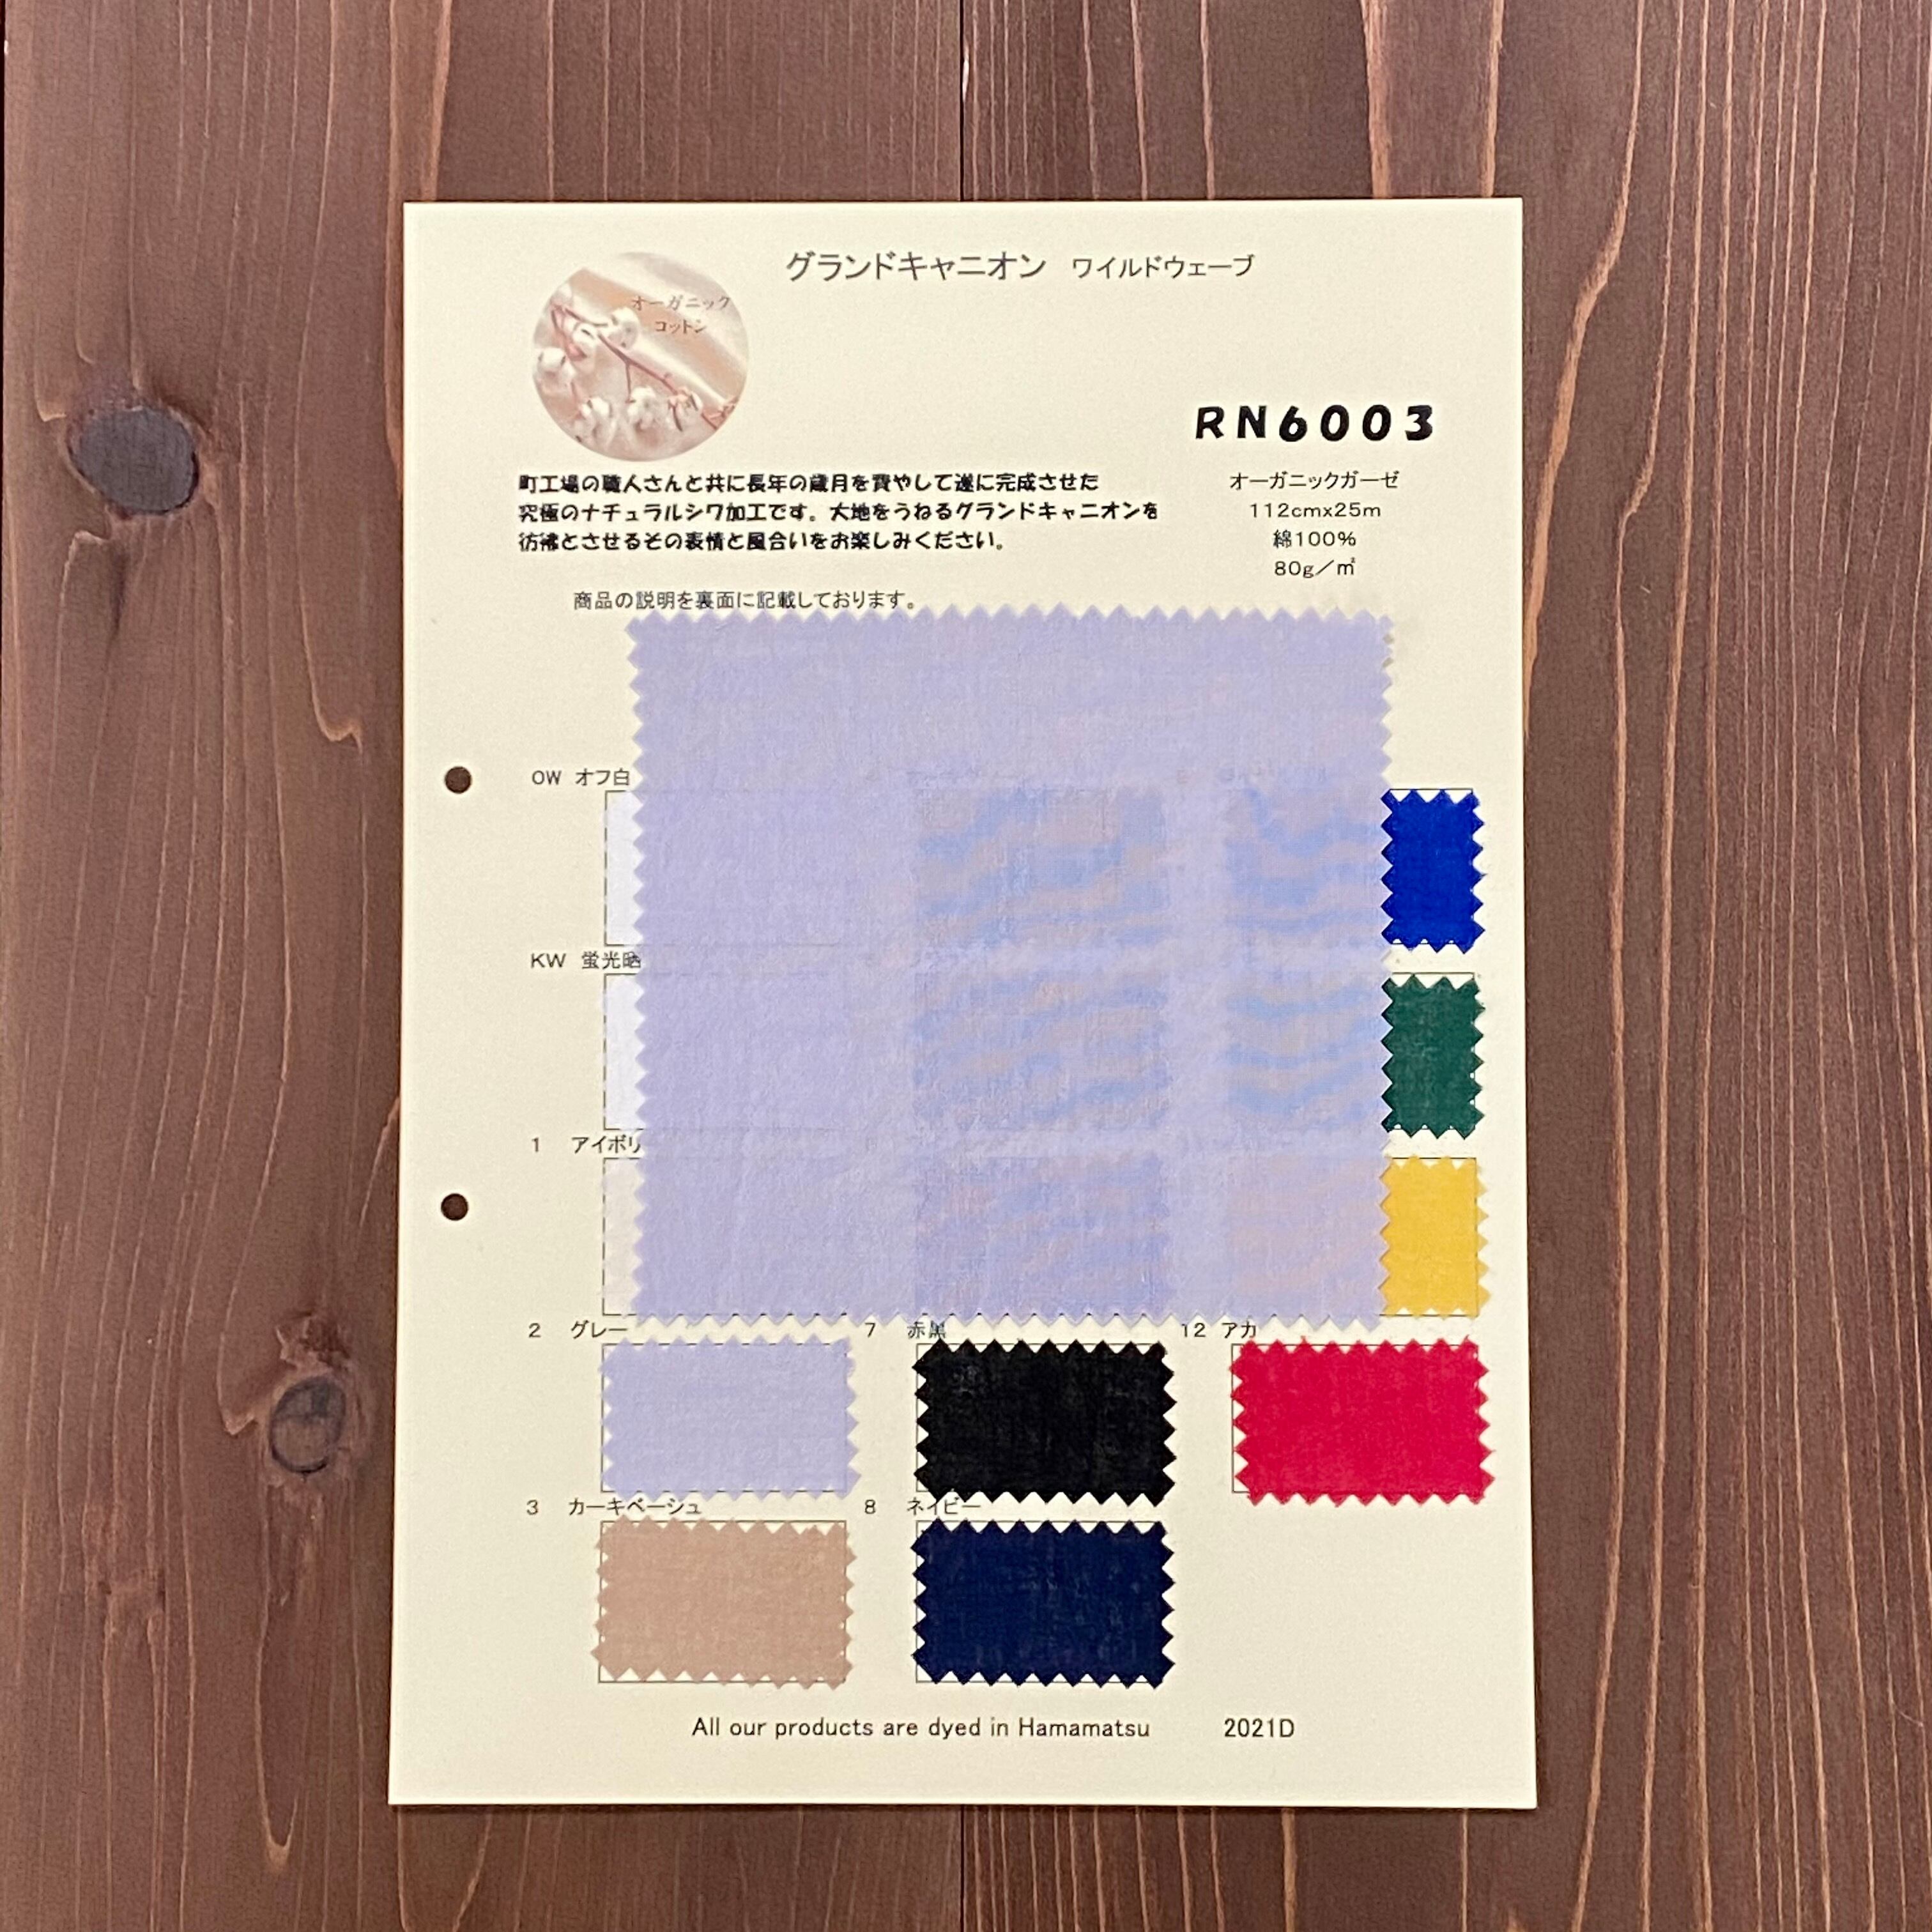 グランドキャニオン ワイルドウェーブ
オーガニック
コットン
RN6003
町工場の職人さんと共に長年の歳月を費やして遂に完成させた
究極のナチュラルシワ加工です。大地をうねるグランドキャニオンを
彷彿とさせるその表情と風合いをお楽しみください。
オーガニックガーゼ
112cmx25m
綿100%
80g/㎡
商品の説明を裏面に記載しております。
OW オフ白
KW 蛍光晒
1 アイボリ
2 グレー
7 赤黒
12 アカ
3 カーキベーシュ
8 ネイビー
All our products are dyed in Hamamatsu 2021D